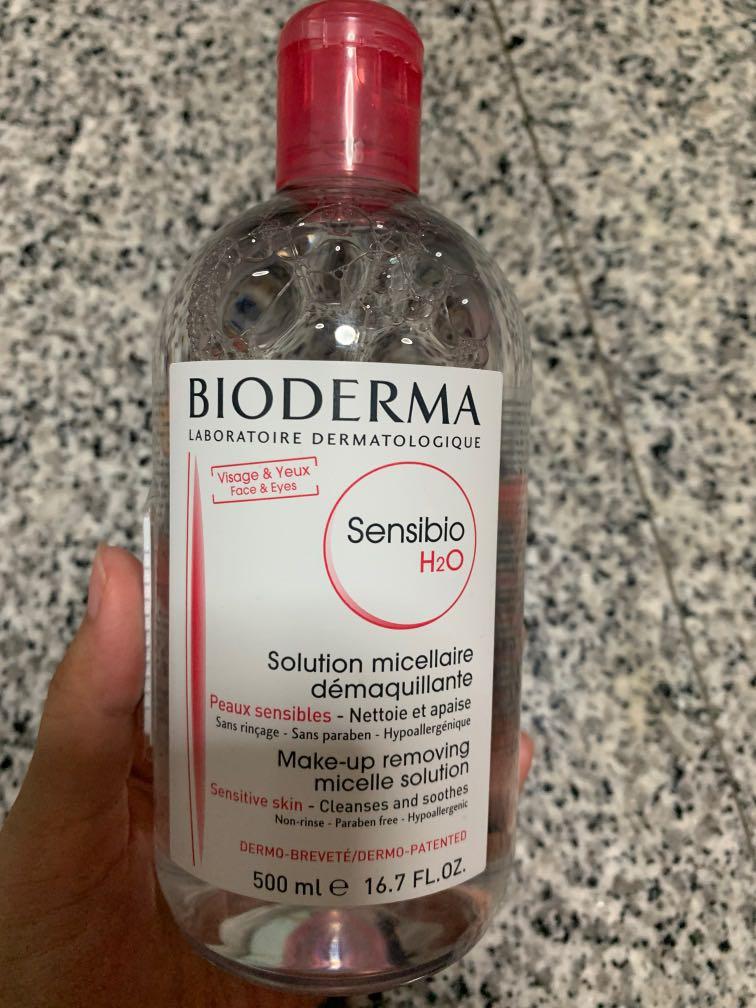 BIODERMA
LABORATOIRE DERMATOLOGIQUE
Visage & Yeux
Face & Eyes
Sensibio
H2O
Solution micellaire
démaquillante
Peaux sensibles - Nettoie et apaise
Sans rinçage - Sans paraben - Hypoallergénique
Make-up removing
micelle solution
Sensitive skin - Cleanses and soothes
Non-rinse - Paraben free - Hypoallergenic
DERMO-BREVETÉ/DERMO-PATENTED
500 ml e 16.7 FL.OZ.